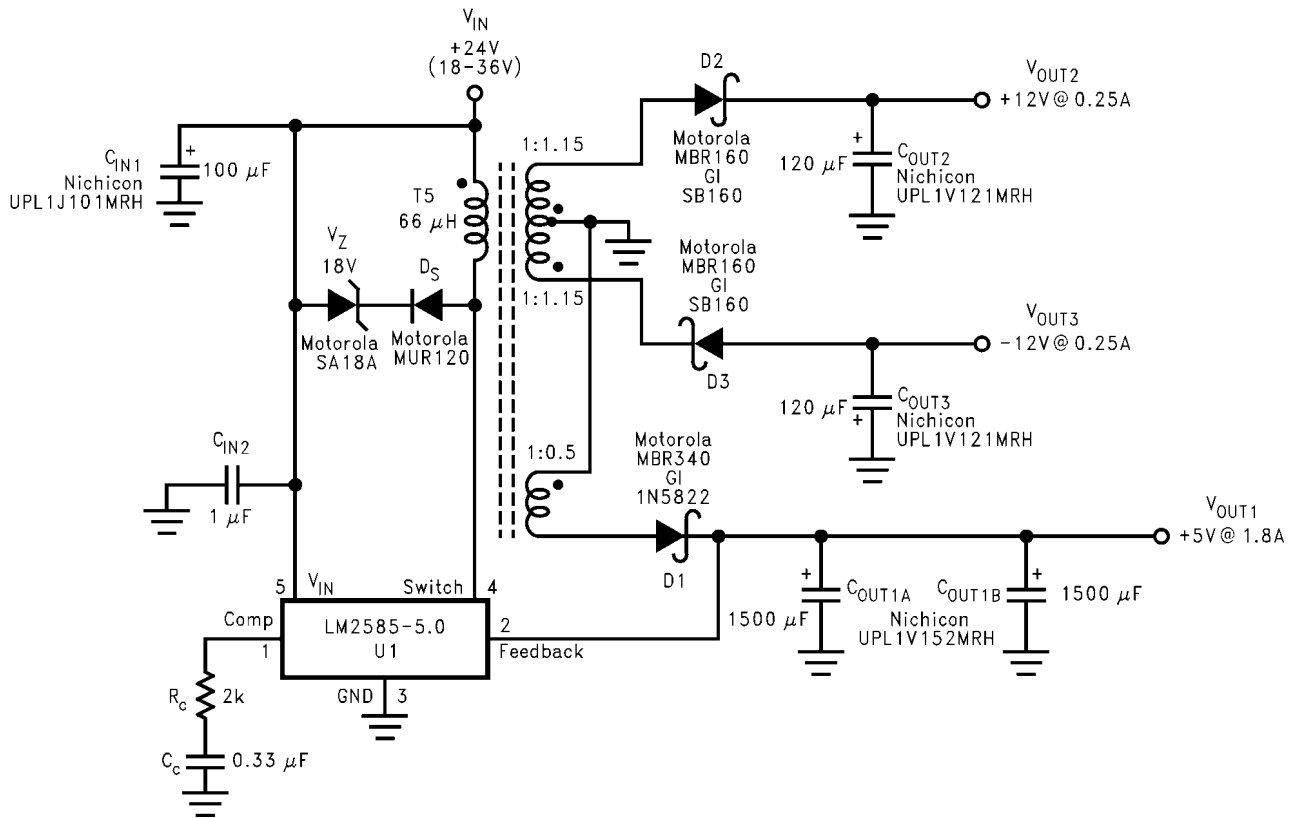 V_IN
+24V
(18-36V)
D2
V_OUT2
+12V @ 0.25A
Motorola
MBR160
GI
SB160
1:1.15
C_IN1
Nichicon
UPL1J101MRH
+
100 μF
120 μF
+
C_OUT2
Nichicon
UPL1V121MRH
T5
66 μH
V_Z
18V
D_S
Motorola
SA18A
Motorola
MUR120
1:1.15
Motorola
MBR160
GI
SB160
D3
V_OUT3
-12V @ 0.25A
120 μF
+
C_OUT3
Nichicon
UPL1V121MRH
C_IN2
1 μF
1:0.5
Motorola
MBR340
GI
1N5822
D1
V_OUT1
+5V @ 1.8A
+
1500 μF
C_OUT1A
C_OUT1B
Nichicon
UPL1V152MRH
+
1500 μF
5
V_IN
Switch
4
Comp
1
LM2585-5.0
U1
2
Feedback
GND
3
R_c
2k
C_c
0.33 μF